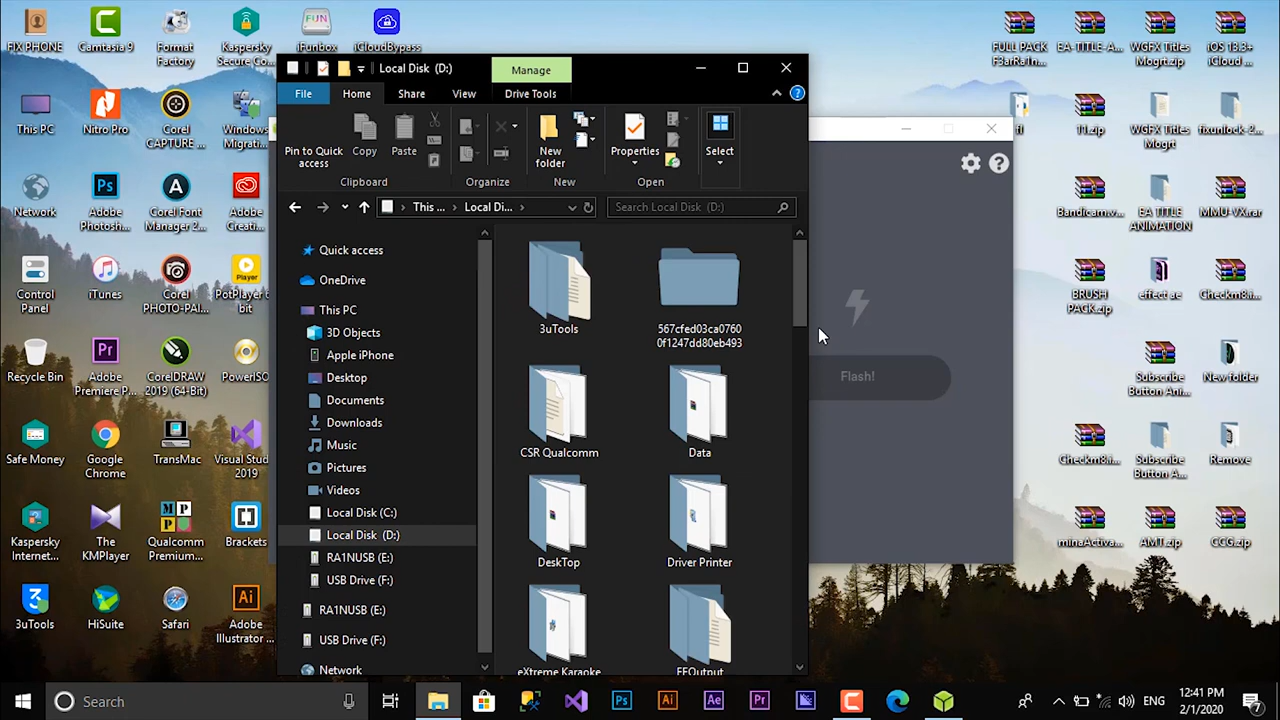 FIX PHONE
Camtasia 9
Format
Factory
Kaspersky
Secure Co...
FUN
iFunbox
iCloudBypass
FULL PACK
F3arRa1n...
EA-TITLE-A...
WGFX Titles
Mogrt.zip
iOS 13.3+
iCloud ...
Local Disk (D:)
Manage
File
Home
Share
View
Drive Tools
This PC
Nitro Pro
Corel
CAPTURE ...
Windows
Migrati...
11.zip
WGFX Titles
Mogrt
fixunlock-2...
Pin to Quick
access
Copy
Paste
New
folder
Properties
Select
Clipboard
Organize
New
Open
Network
Adobe
Photosh...
Corel Font
Manager 2...
Adobe
Creati...
This ...
Local Di...
Search Local Disk (D:)
Bandicam.v...
EA TITLE
ANIMATION
MMU-VX.rar
Quick access
OneDrive
This PC
3D Objects
Apple iPhone
Desktop
Documents
Downloads
Music
Pictures
Videos
Local Disk (C:)
Local Disk (D:)
RA1NUSB (E:)
USB Drive (F:)
RA1NUSB (E:)
USB Drive (F:)
Network
3uTools
567cfed03ca0760
0f1247dd80eb493
CSR Qualcomm
Data
DeskTop
Driver Printer
eXtreme Karaoke
FFOutput
Flash!
Control
Panel
iTunes
Corel
PHOTO-PAI...
Player
PotPlayer 6
bit
BRUSH
PACK.zip
effect ae
Checkm8.i...
Recycle Bin
Adobe
Premiere P...
CorelDRAW
2019 (64-Bit)
PowerISO
Subscribe
Button Ani...
New folder
Safe Money
Google
Chrome
TransMac
Visual Stud
2019
Checkm8.i...
Subscribe
Button A...
Remove
Kaspersky
Internet...
The
KMPlayer
Qualcomm
Premium...
Brackets
minaActiva...
AMT.zip
CCG.zip
3uTools
HiSuite
Safari
Adobe
Illustrator ...
Search
ENG
12:41 PM
2/1/2020